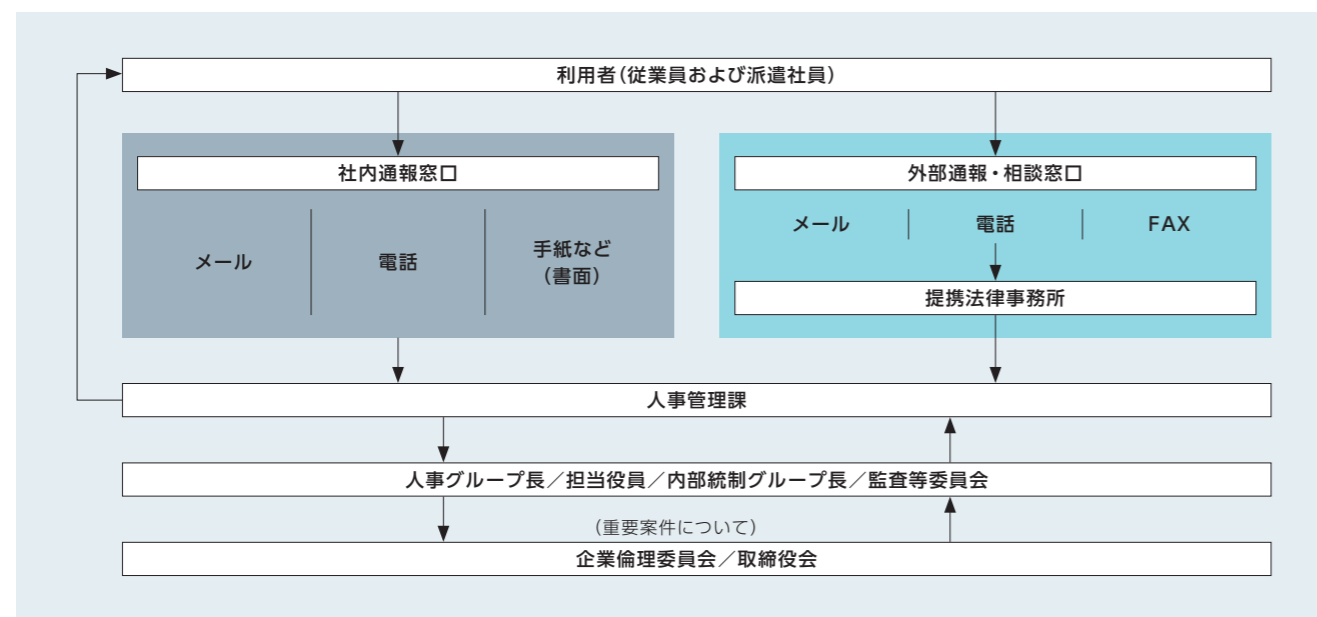 利用者（従業員および派遣社員）
社内通報窓口
メール
電話
手紙など
（書面）
外部通報・相談窓口
メール
電話
FAX
提携法律事務所
人事管理課
人事グループ長／担当役員／内部統制グループ長／監査等委員会
（重要案件について）
企業倫理委員会／取締役会